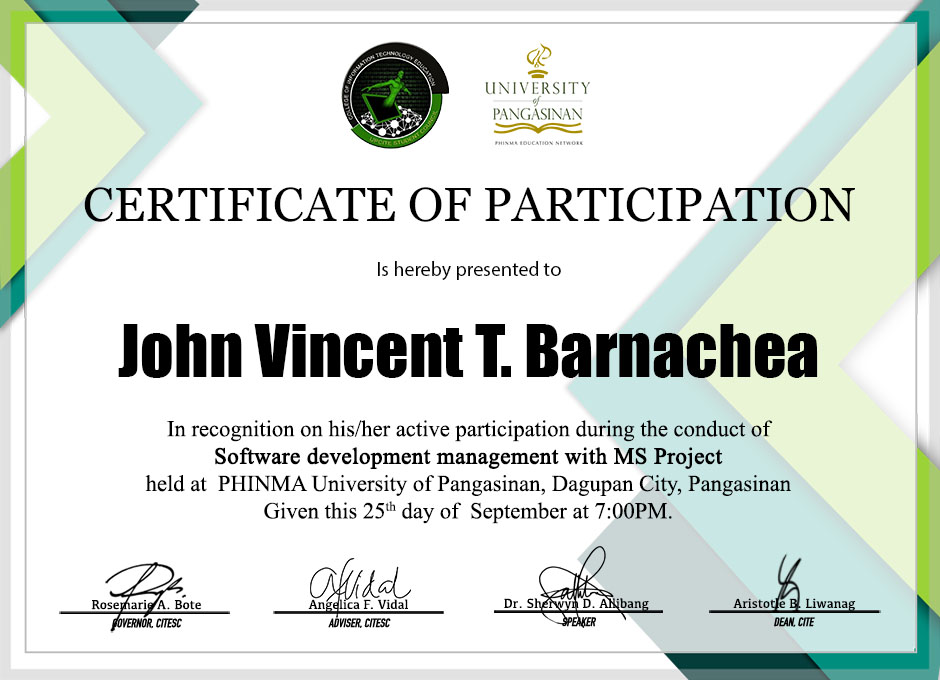 COLLEGE OF INFORMATION TECHNOLOGY EDUCATION
UPCITE STUDENT COUNCIL
UNIVERSITY
of
PANGASINAN
PHINMA EDUCATION NETWORK
CERTIFICATE OF PARTICIPATION
Is hereby presented to
John Vincent T. Barnachea
In recognition on his/her active participation during the conduct of
Software development management with MS Project
held at PHINMA University of Pangasinan, Dagupan City, Pangasinan
Given this 25th day of September at 7:00PM.
Rosemarie A. Bote
GOVERNOR, CITESC
Angelica F. Vidal
ADVISER, CITESC
Dr. Sherwyn D. Allibang
SPEAKER
Aristotle B. Liwanag
DEAN, CITE